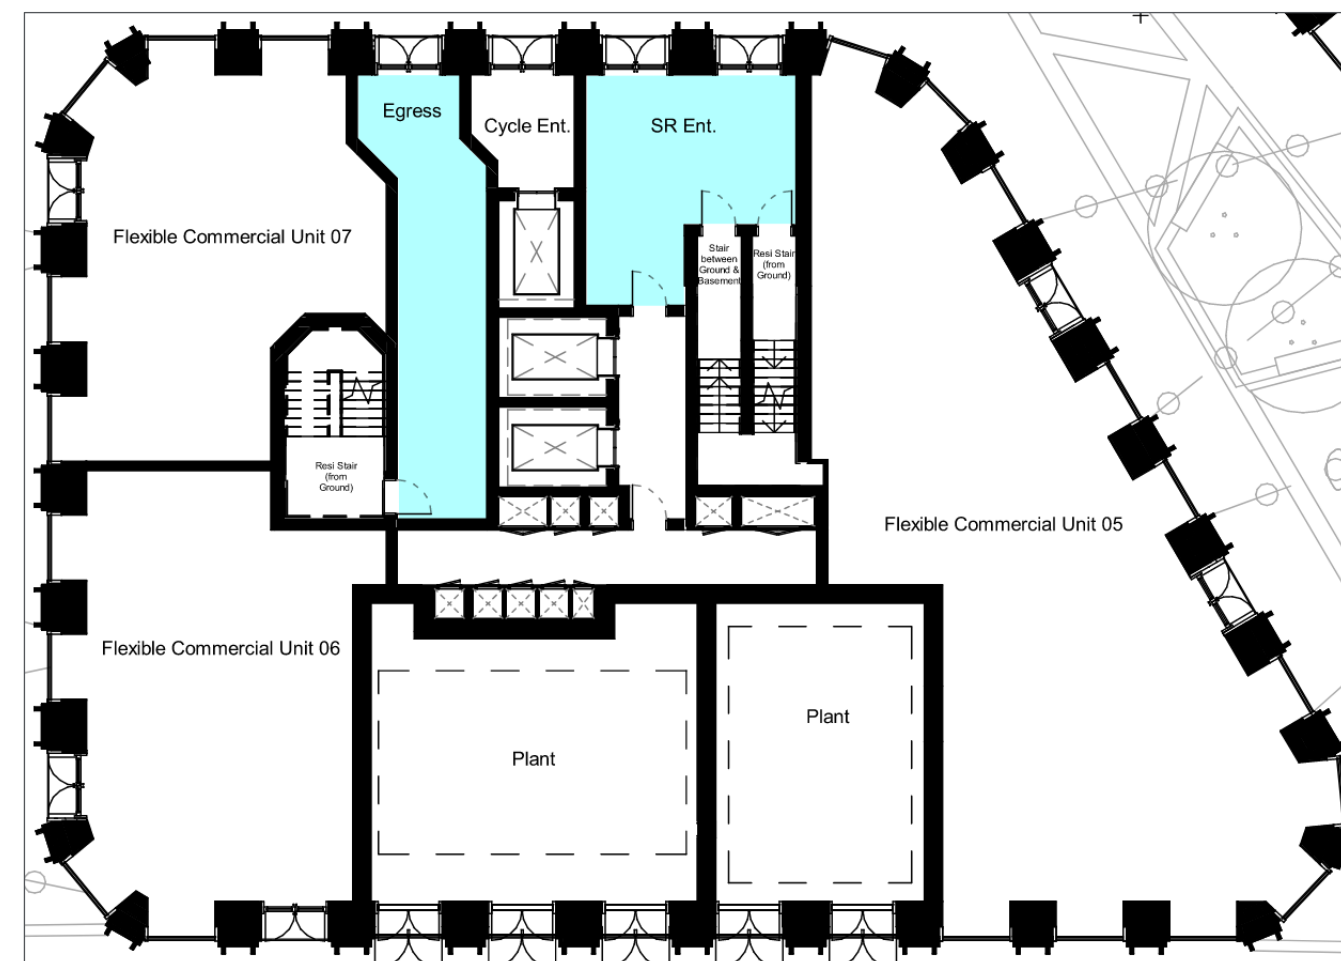 Egress
Cycle Ent.
SR Ent.
Flexible Commercial Unit 07
Stair
between
Ground &
Basement
Resi Stair
(from
Ground)
Resi Stair
(from
Ground)
Flexible Commercial Unit 05
Flexible Commercial Unit 06
Plant
Plant